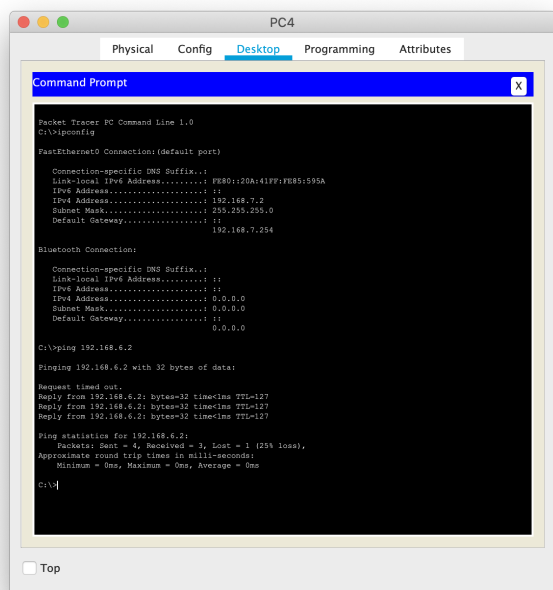 PC4
Physical Config Desktop Programming Attributes
Command Prompt
X
Packet Tracer PC Command Line 1.0
C:\>ipconfig
FastEthernet0 Connection:(default port)
Connection-specific DNS Suffix..:
Link-local IPv6 Address.........: FE80::20A:41FF:FE85:595A
IPv6 Address....................: ::
IPv4 Address....................: 192.168.7.2
Subnet Mask.....................: 255.255.255.0
Default Gateway.................: ::
192.168.7.254
Bluetooth Connection:
Connection-specific DNS Suffix..:
Link-local IPv6 Address.........: ::
IPv6 Address....................: ::
IPv4 Address....................: 0.0.0.0
Subnet Mask.....................: 0.0.0.0
Default Gateway.................: ::
0.0.0.0
C:\>ping 192.168.6.2
Pinging 192.168.6.2 with 32 bytes of data:
Request timed out.
Reply from 192.168.6.2: bytes=32 time<1ms TTL=127
Reply from 192.168.6.2: bytes=32 time<1ms TTL=127
Reply from 192.168.6.2: bytes=32 time<1ms TTL=127
Ping statistics for 192.168.6.2:
Packets: Sent = 4, Received = 3, Lost = 1 (25% loss),
Approximate round trip times in milli-seconds:
Minimum = 0ms, Maximum = 0ms, Average = 0ms
C:\>
Top